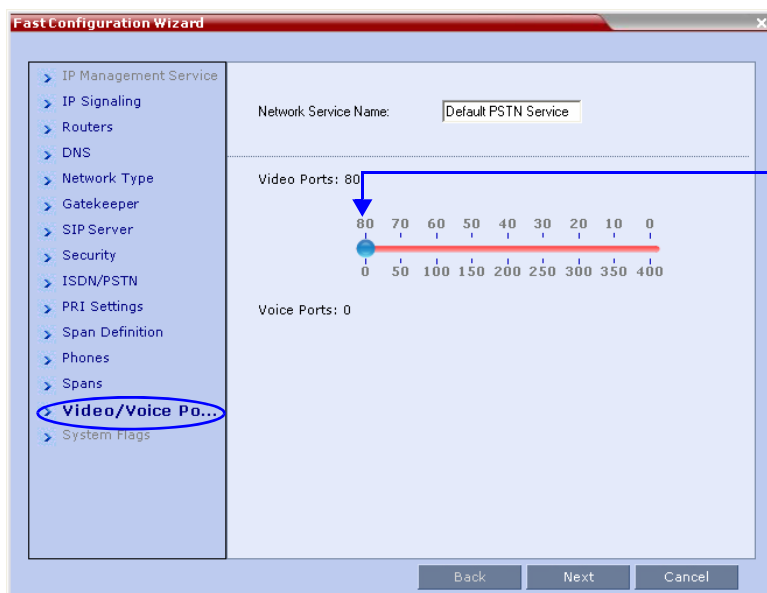 Fast Configuration Wizard
IP Management Service
IP Signaling
Routers
DNS
Network Type
Gatekeeper
SIP Server
Security
ISDN/PSTN
PRI Settings
Span Definition
Phones
Spans
Video/Voice Po...
System Flags
Network Service Name: Default PSTN Service
Video Ports: 80
80 70 60 50 40 30 20 10 0
0 50 100 150 200 250 300 350 400
Voice Ports: 0
Back Next Cancel